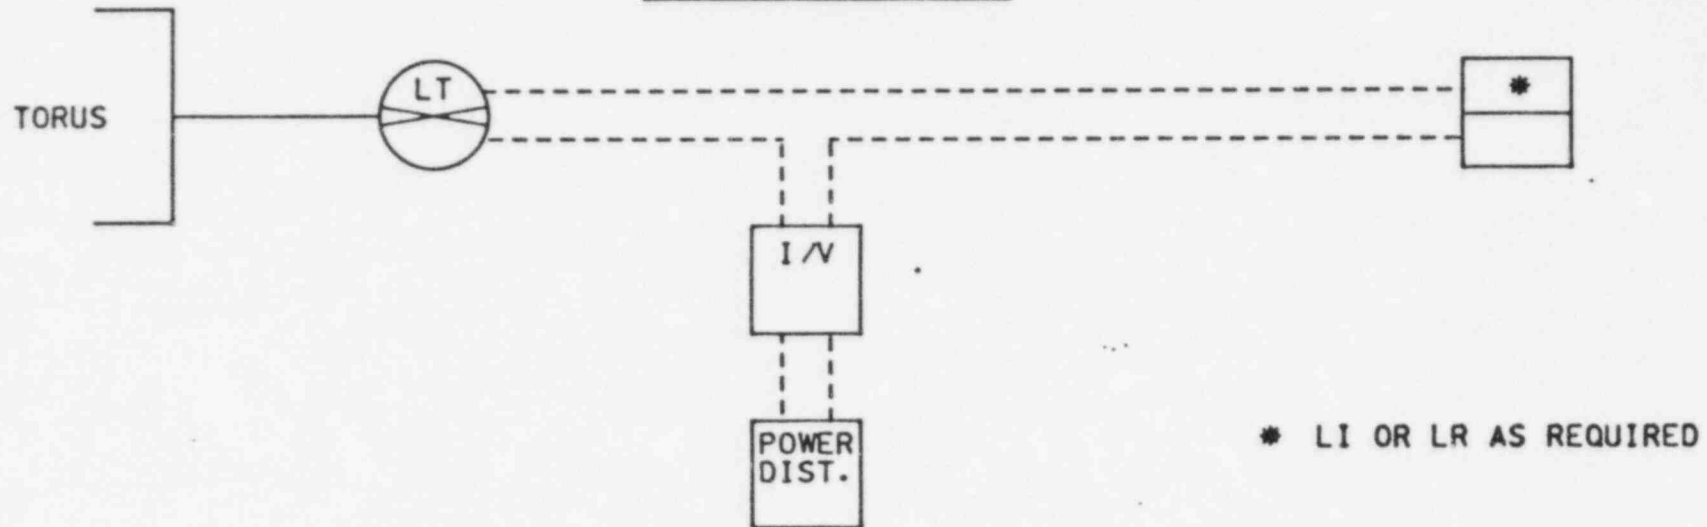 TORUS
LT
*
I/V
POWER
DIST.
* LI OR LR AS REQUIRED